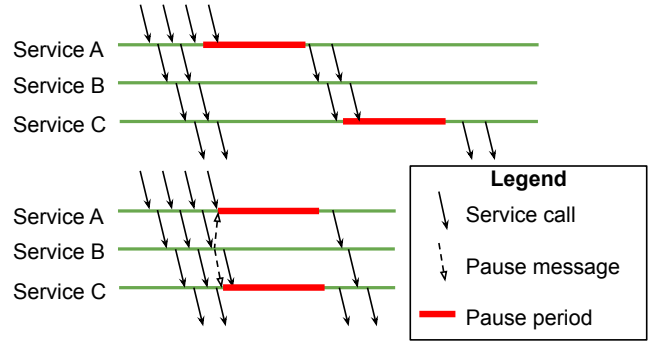 Service A
Service B
Service C
Service A
Service B
Service C
Legend
Service call
Pause message
Pause period